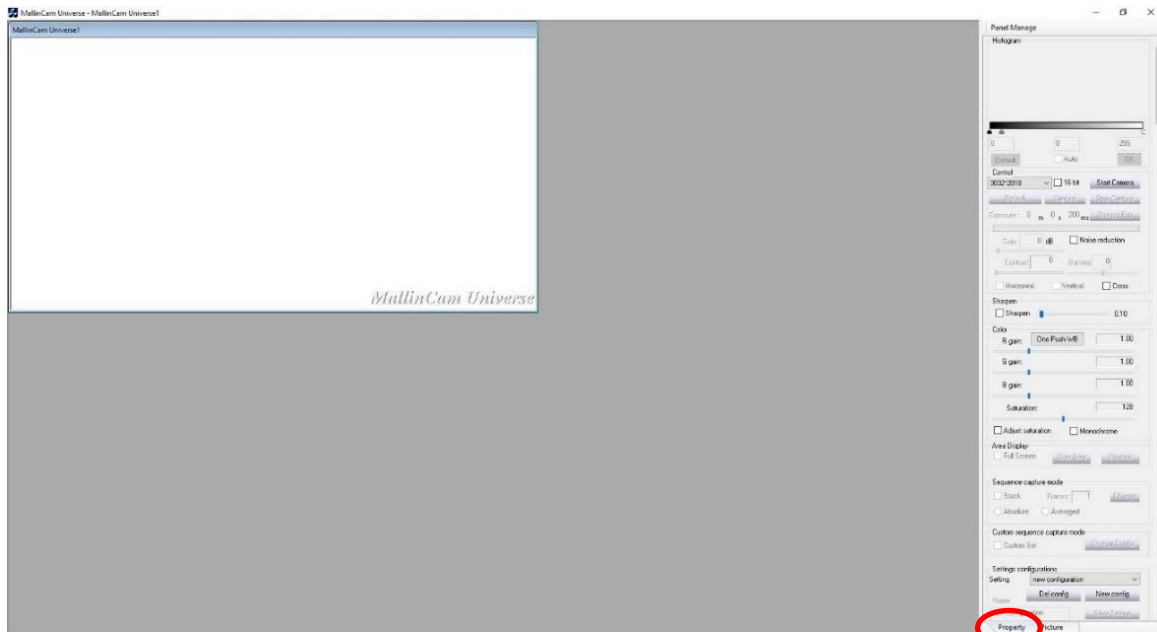 MallinCam Universe - MallinCam Universe1
MallinCam Universe1
MallinCam Universe
Panel Manage
Histogram
0 0 255
Default Auto OK
Control
3032*2010 16-bit Start Camera
Exposure: 0 m 0 s 200 ms
Gain: 0 dB Noise reduction
Contrast 0 Gamma 0
Horizontal Vertical Cross
Sharpen
Sharpen 0.10
Color
R gain: One Push WB 1.00
G gain: 1.00
B gain: 1.00
Saturation: 128
Adjust saturation Monochrome
Area Display
Full Screen
Sequence capture mode
Stack Frames: 1
Absolute Averaged
Custom sequence capture mode
Custom Set
Settings configurations
Setting new configuration
Name: Del config New config
Property Picture